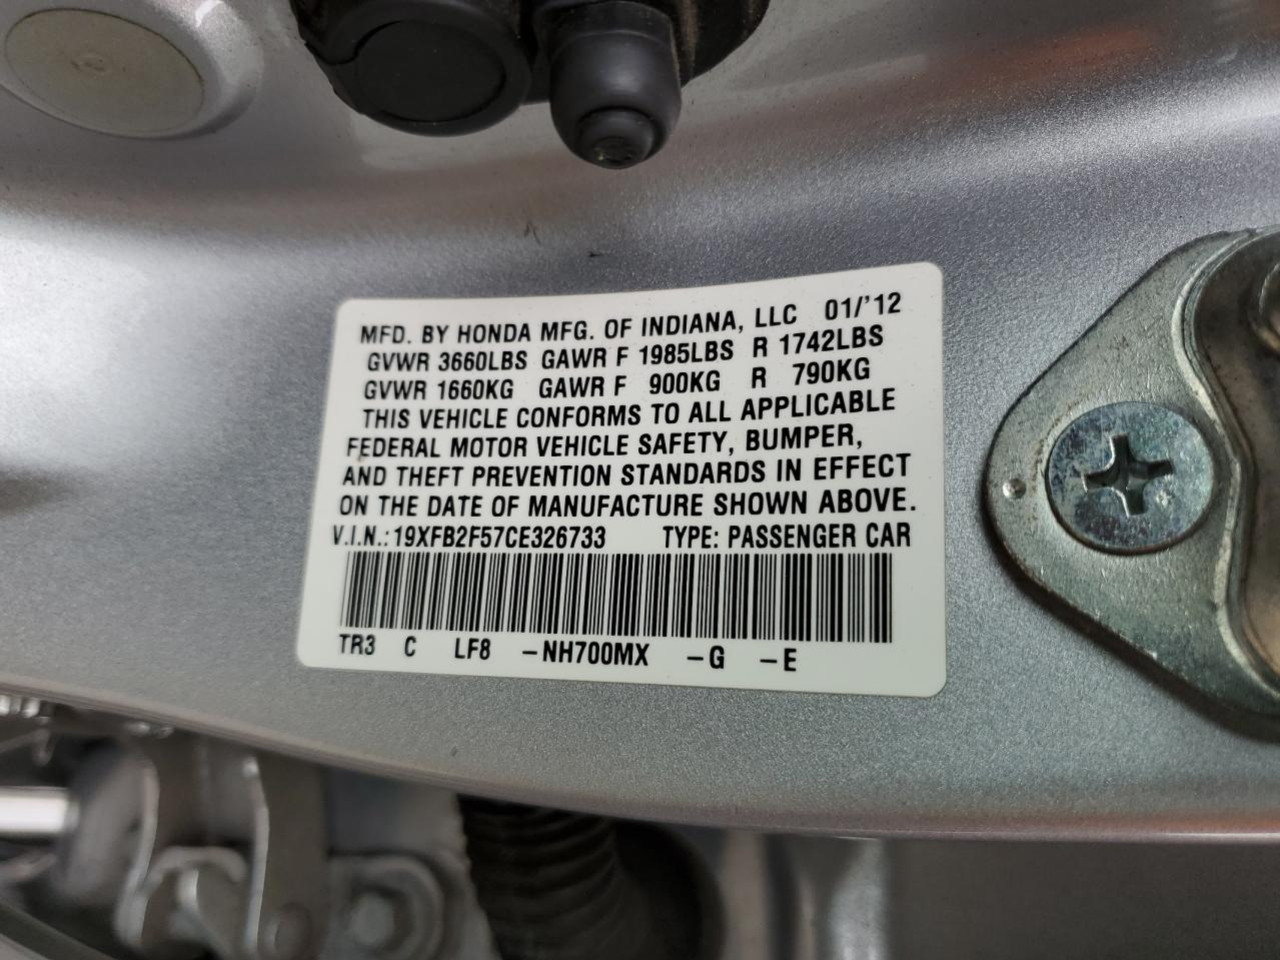 MFD. BY HONDA MFG. OF INDIANA, LLC 01/'12
GVWR 3660LBS GAWR F 1985LBS R 1742LBS
GVWR 1660KG GAWR F 900KG R 790KG
THIS VEHICLE CONFORMS TO ALL APPLICABLE
FEDERAL MOTOR VEHICLE SAFETY, BUMPER,
AND THEFT PREVENTION STANDARDS IN EFFECT
ON THE DATE OF MANUFACTURE SHOWN ABOVE.
V.I.N.: 19XFB2F57CE326733 TYPE: PASSENGER CAR
TR3 C LF8 –NH700MX –G –E